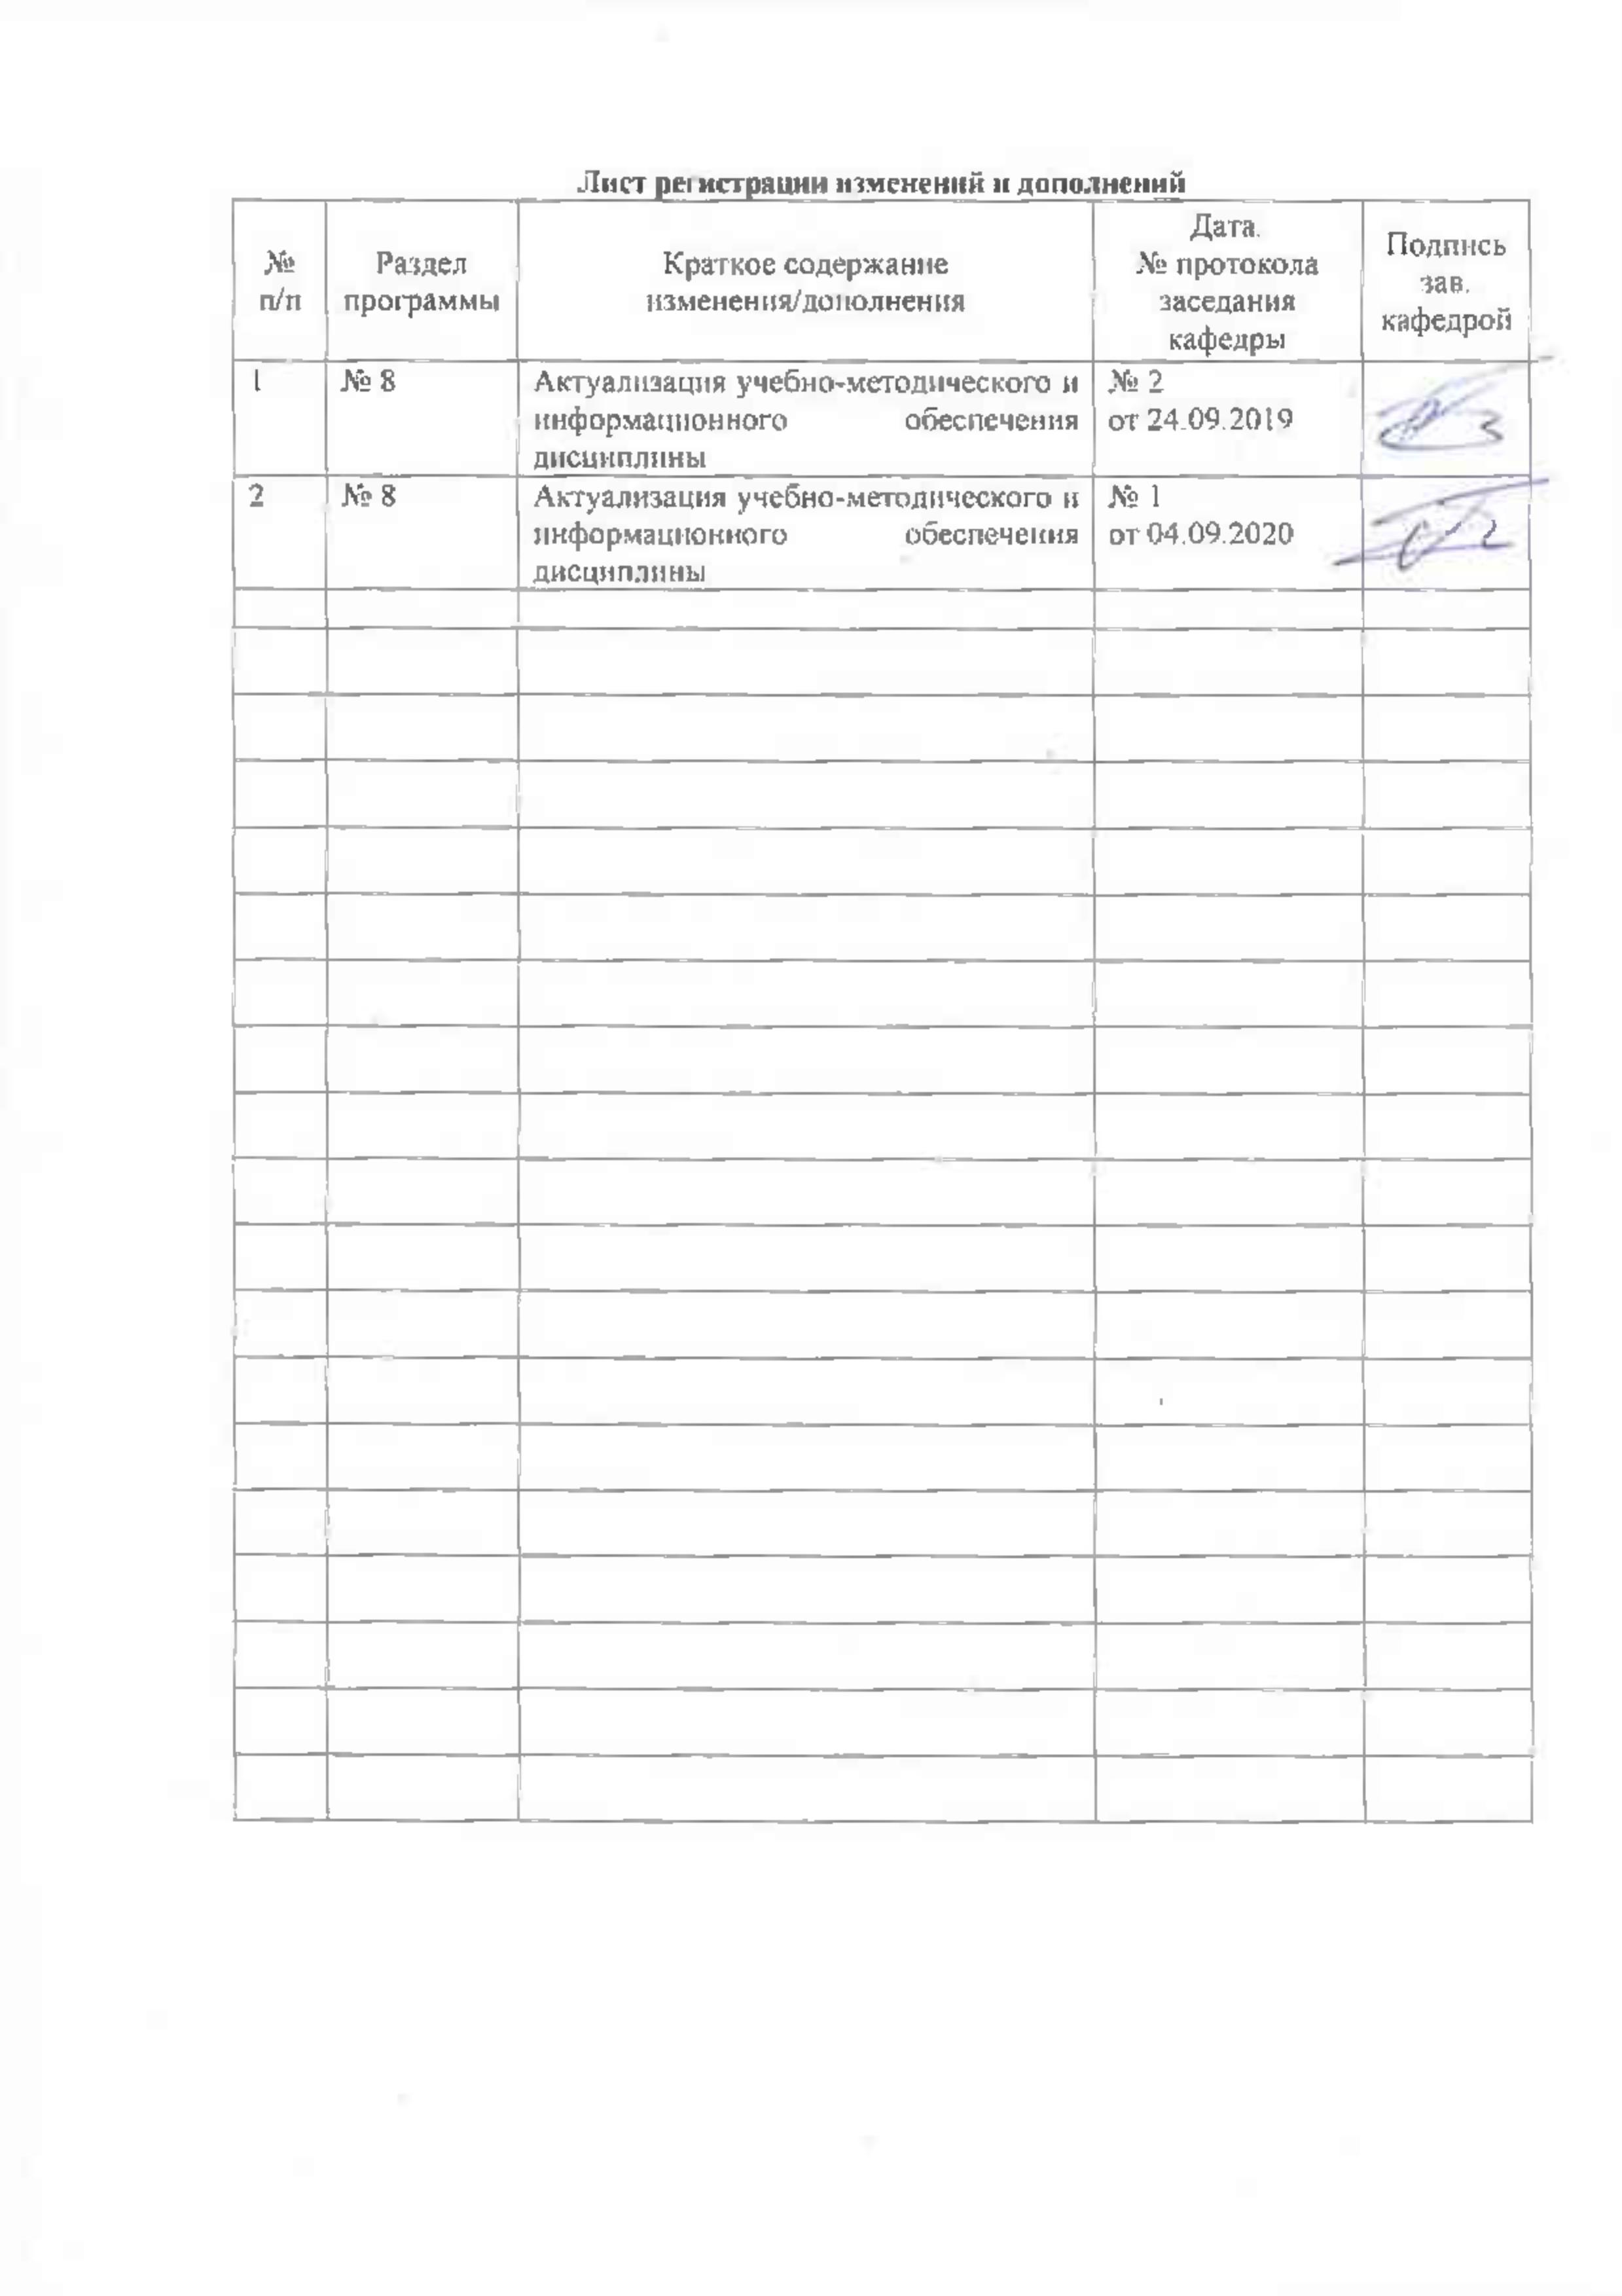 Лист регистрации изменений и дополнений
№
п/п
Раздел
программы
Краткое содержание
изменения/дополнения
Дата.
№ протокола
заседания
кафедры
Подпись
зав.
кафедрой
1
№ 8
Актуализация учебно-методического и
информационного обеспечения
дисциплины
№ 2
от 24.09.2019
2
№ 8
Актуализация учебно-методического и
информационного обеспечения
дисциплины
№ 1
от 04.09.2020